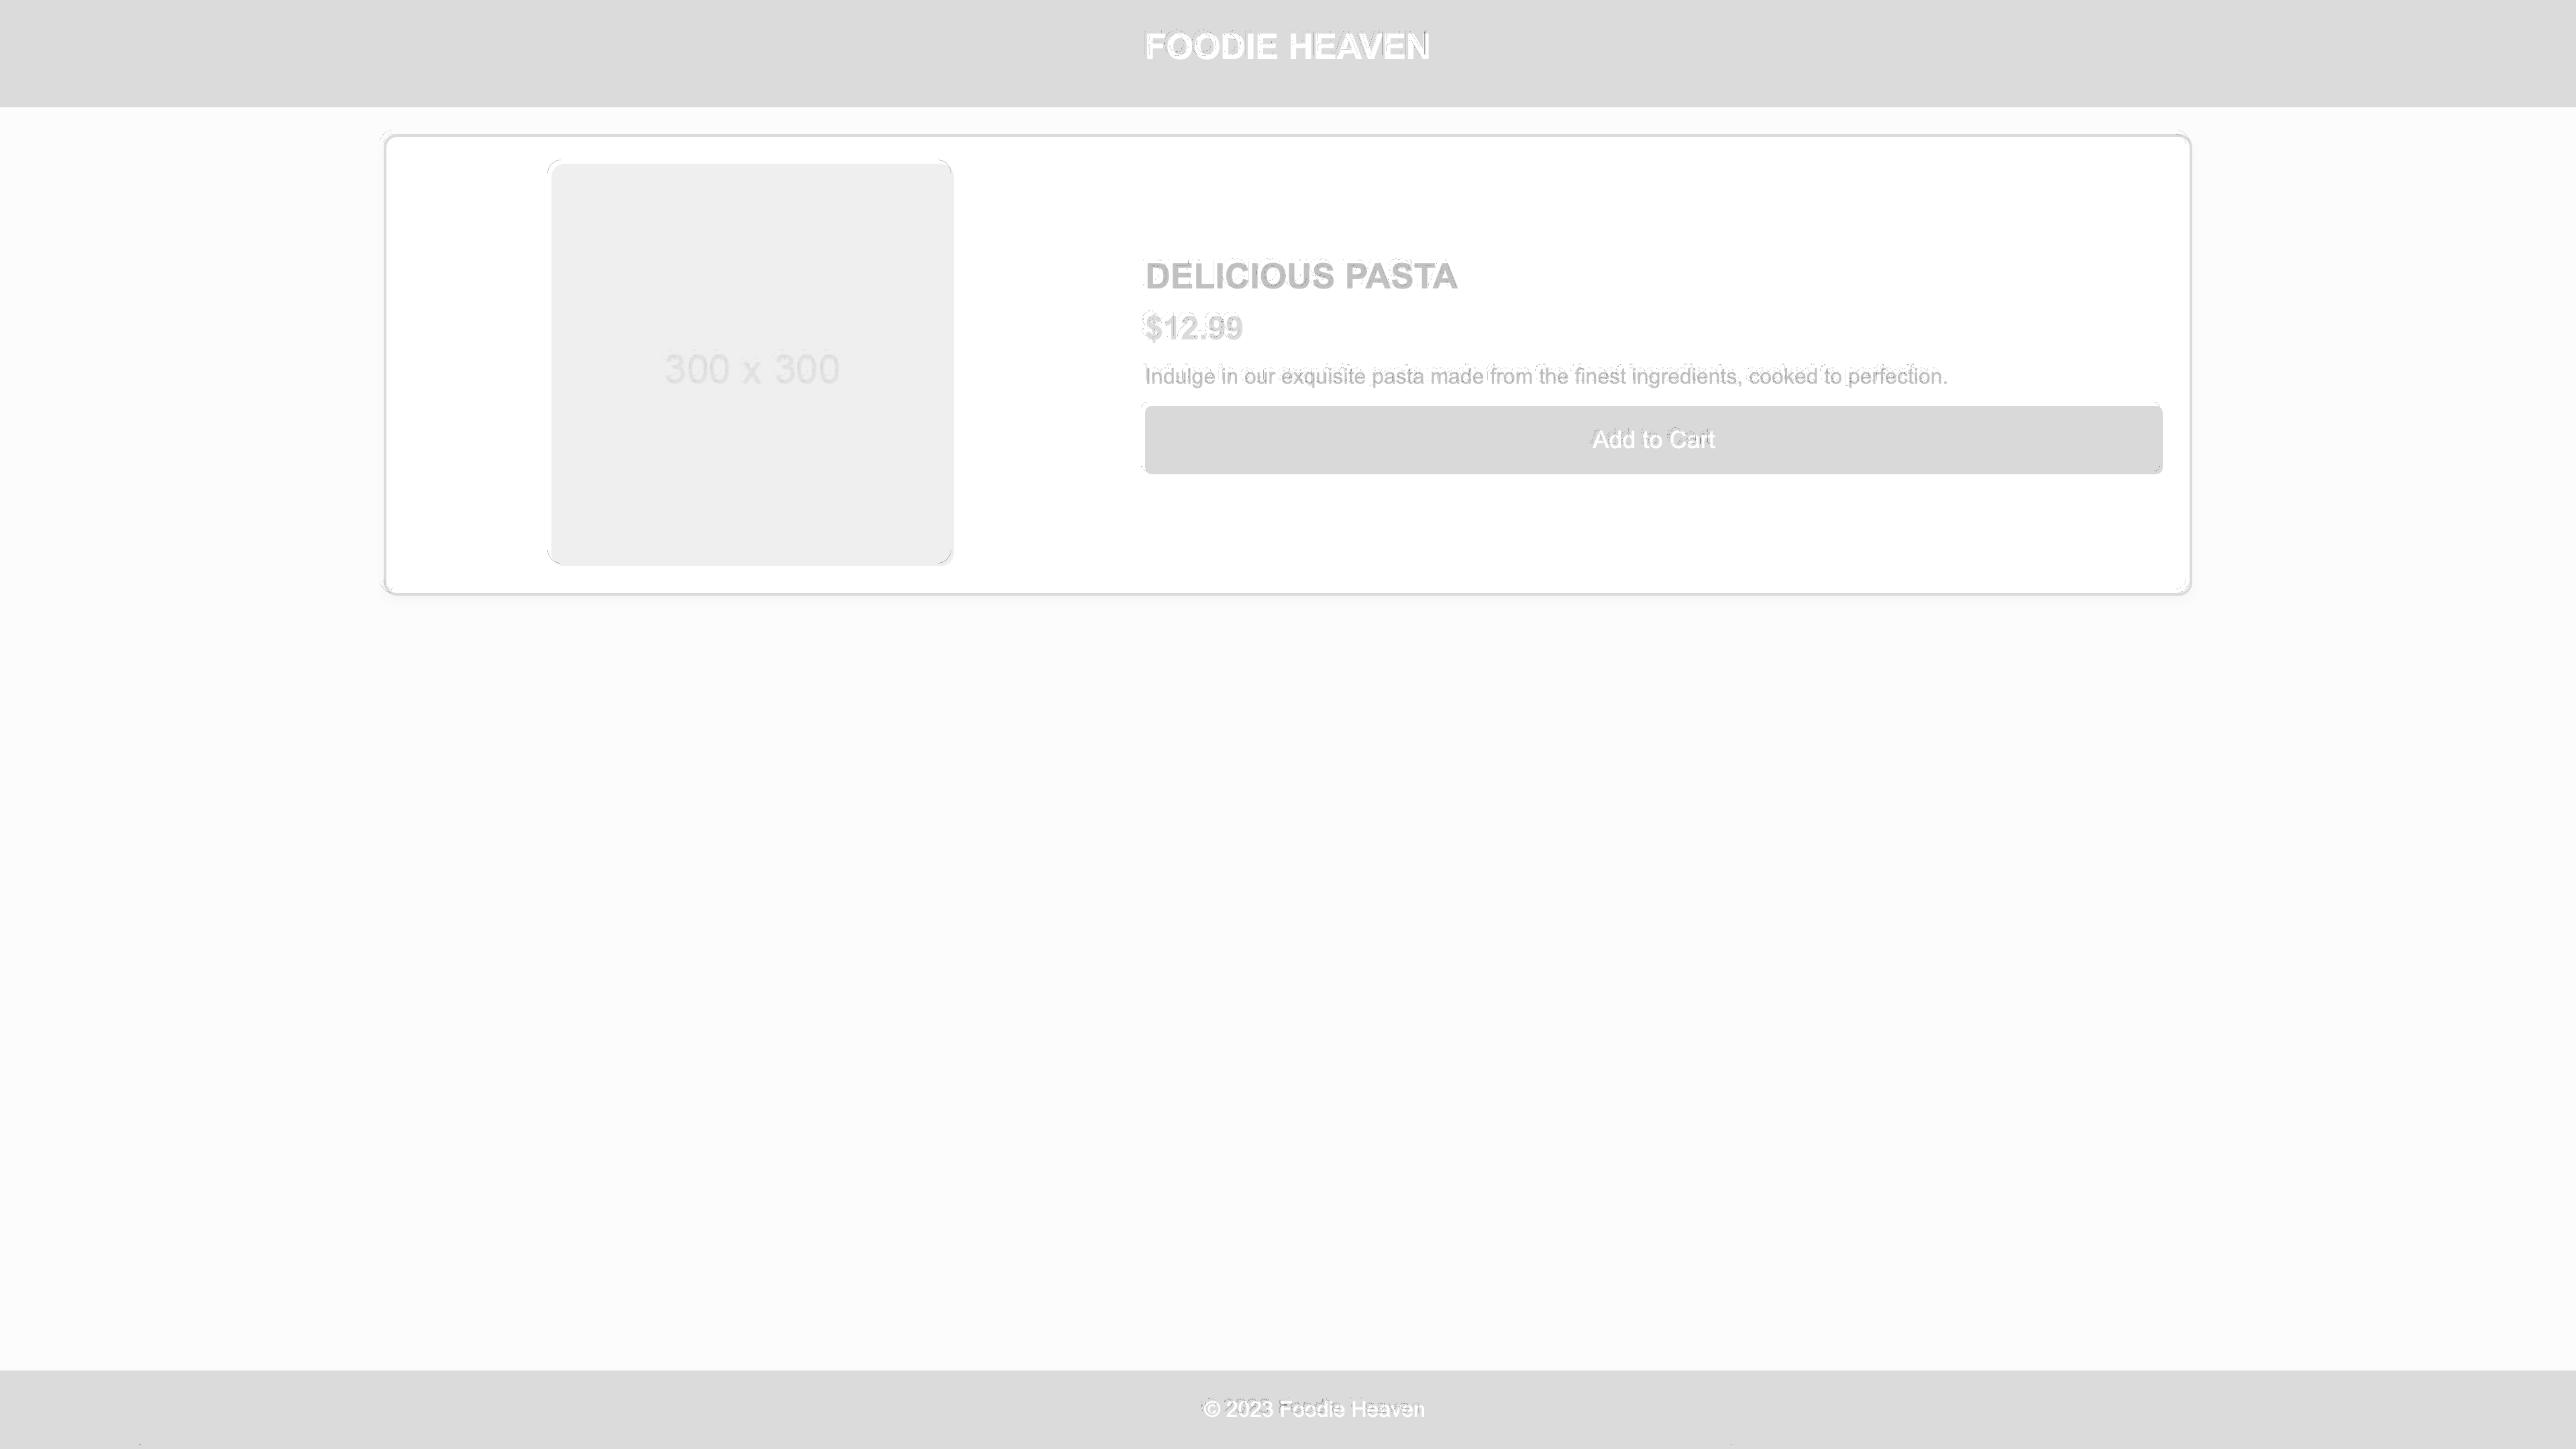 FOODIE HEAVEN
300 x 300
DELICIOUS PASTA
$12.99
Indulge in our exquisite pasta made from the finest ingredients, cooked to perfection.
Add to Cart
© 2023 Foodie Heaven